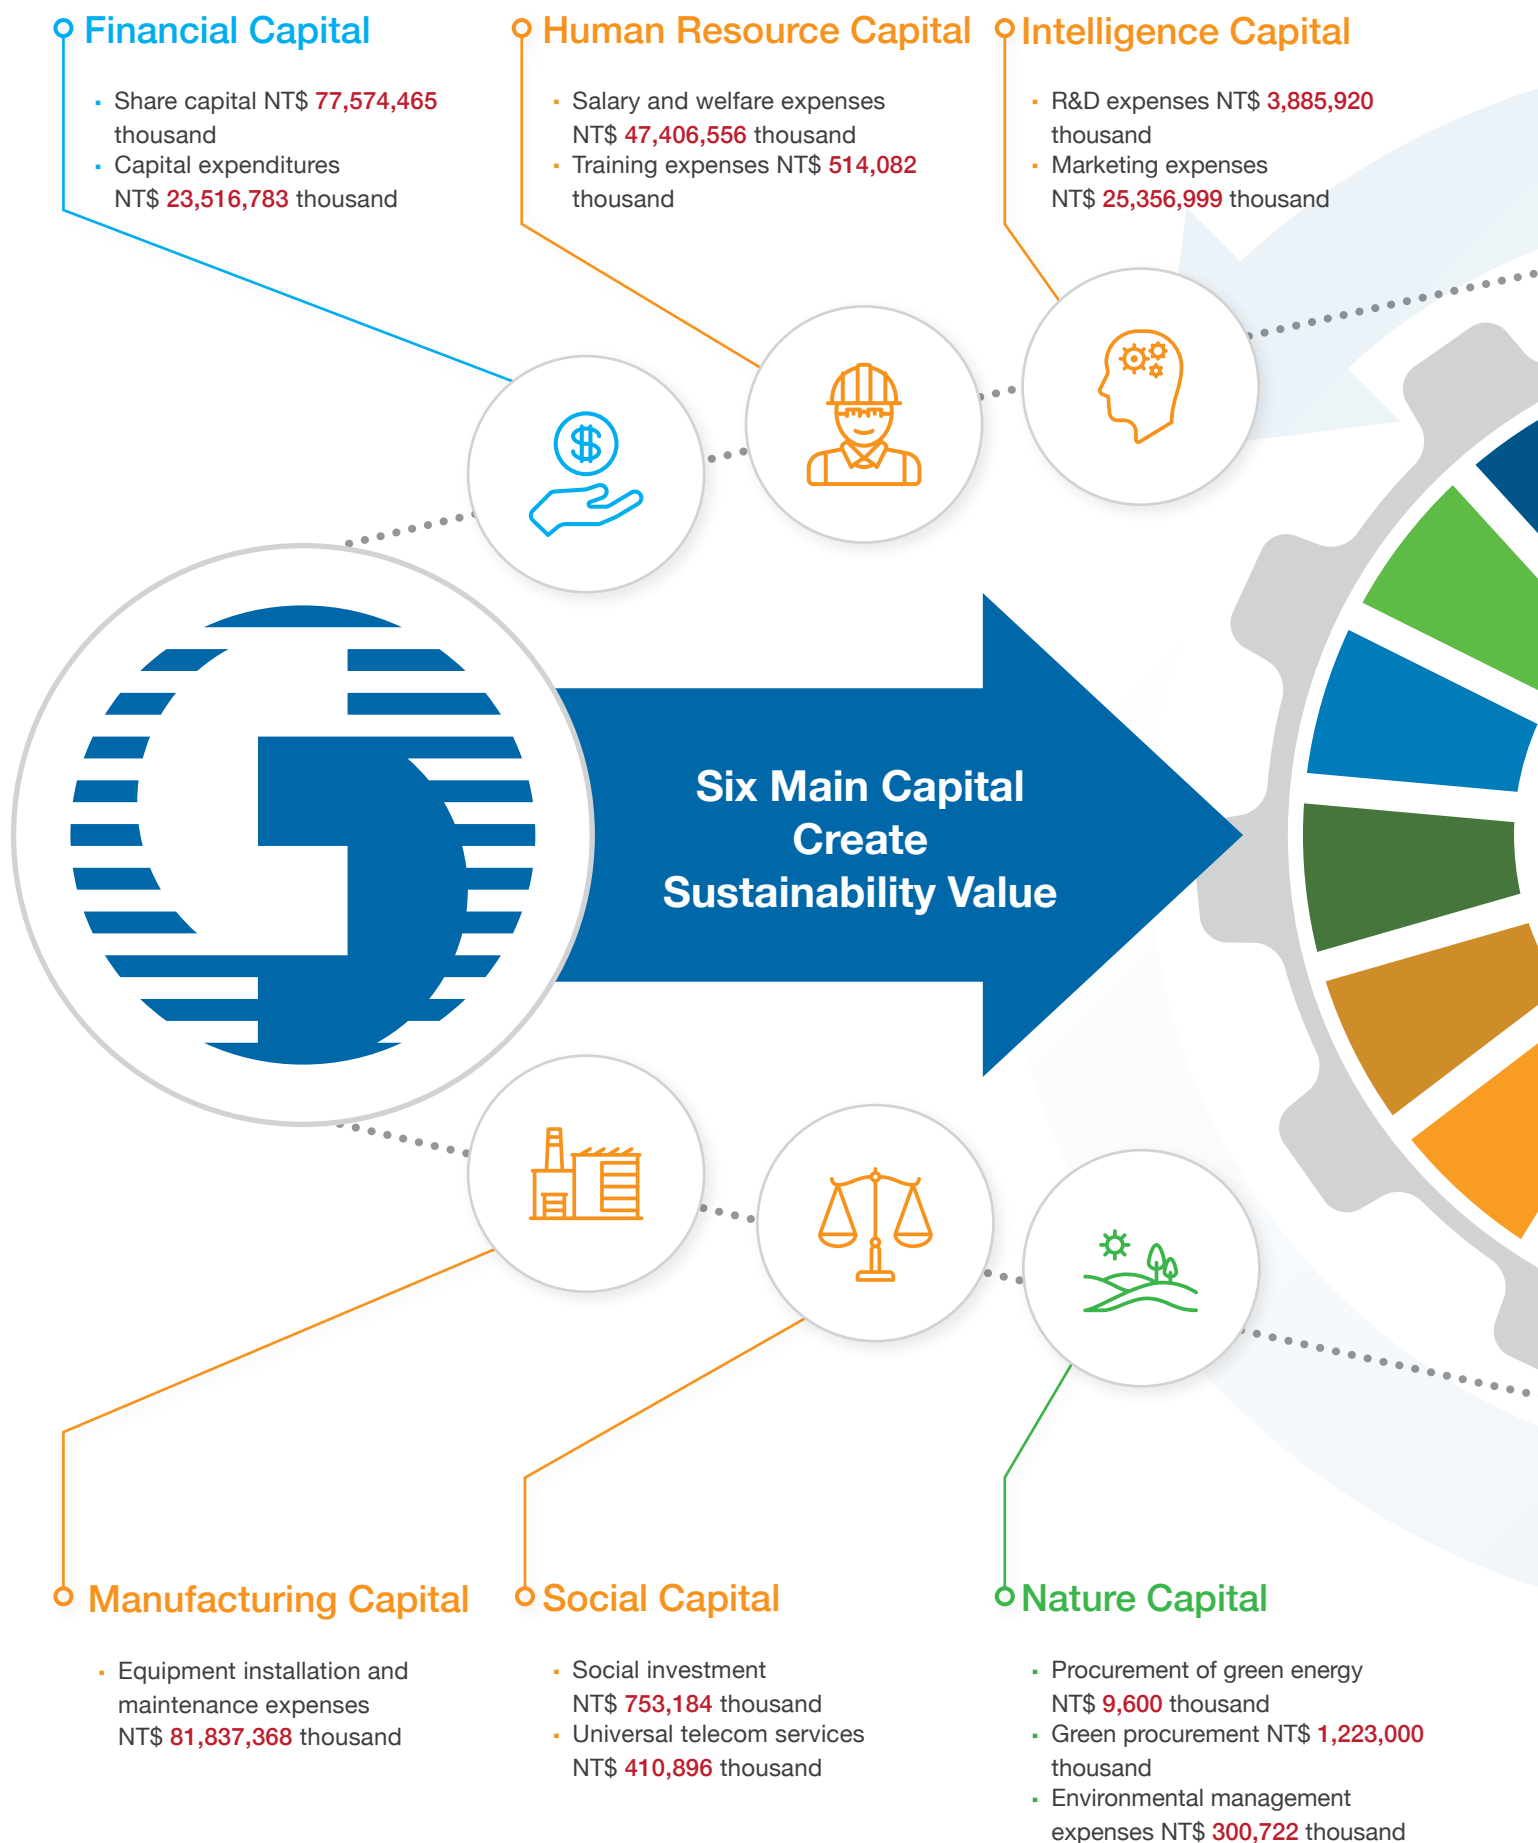 Financial Capital
Share capital NT$ 77,574,465
thousand
Capital expenditures
NT$ 23,516,783 thousand
Human Resource Capital
Salary and welfare expenses
NT$ 47,406,556 thousand
Training expenses NT$ 514,082
thousand
Intelligence Capital
R&D expenses NT$ 3,885,920
thousand
Marketing expenses
NT$ 25,356,999 thousand
Six Main Capital
Create
Sustainability Value
Manufacturing Capital
Equipment installation and
maintenance expenses
NT$ 81,837,368 thousand
Social Capital
Social investment
NT$ 753,184 thousand
Universal telecom services
NT$ 410,896 thousand
Nature Capital
Procurement of green energy
NT$ 9,600 thousand
Green procurement NT$ 1,223,000
thousand
Environmental management
expenses NT$ 300,722 thousand